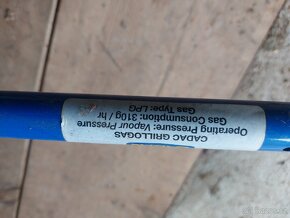 CADAC GRILLOGAS
Operating Pressure: Vapour Pressure
Gas Consumption: 310g / hr
Gas Type: LPG